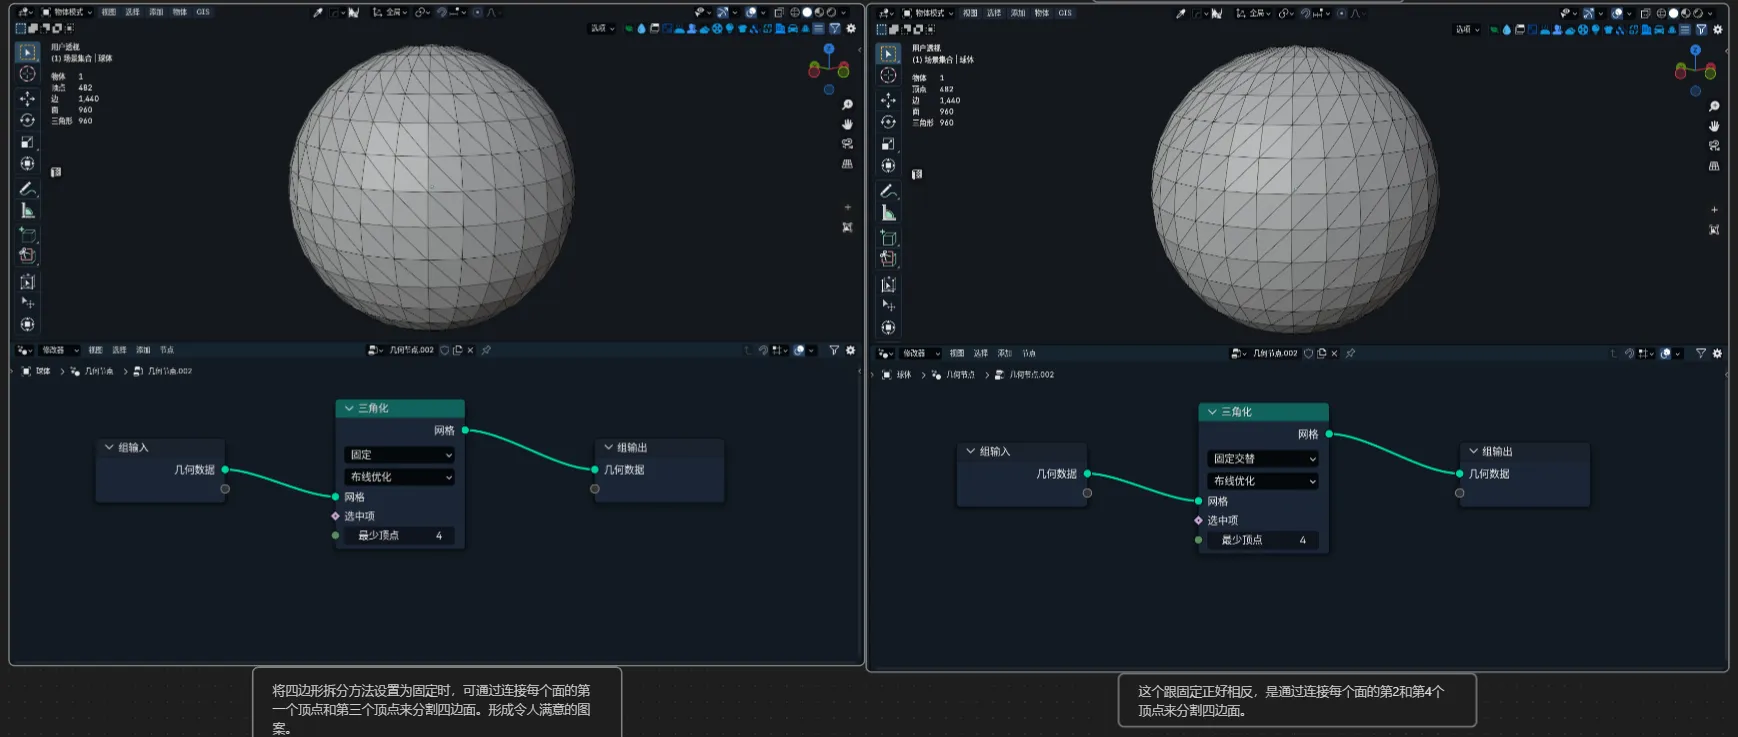 物体模式 视图 选择 添加 物体 GIS
全局
选项
用户透视
(1) 场景集合 | 球体
物体 1
顶点 482
边 1,440
面 960
三角形 960
修改器 视图 选择 添加 节点
几何节点.002
球体 > 几何节点 > 几何节点.002
三角化
网格
固定
布线优化
网格
选中项
最少顶点 4
组输入
几何数据
组输出
几何数据
将四边形拆分方法设置为固定时，可通过连接每个面的第
一个顶点和第三个顶点来分割四边面。形成令人满意的图
案。
物体模式 视图 选择 添加 物体 GIS
全局
选项
用户透视
(1) 场景集合 | 球体
物体 1
顶点 482
边 1,440
面 960
三角形 960
修改器 视图 选择 添加 节点
几何节点.002
球体 > 几何节点 > 几何节点.002
三角化
网格
固定交替
布线优化
网格
选中项
最少顶点 4
组输入
几何数据
组输出
几何数据
这个跟固定正好相反，是通过连接每个面的第2和第4个
顶点来分割四边面。